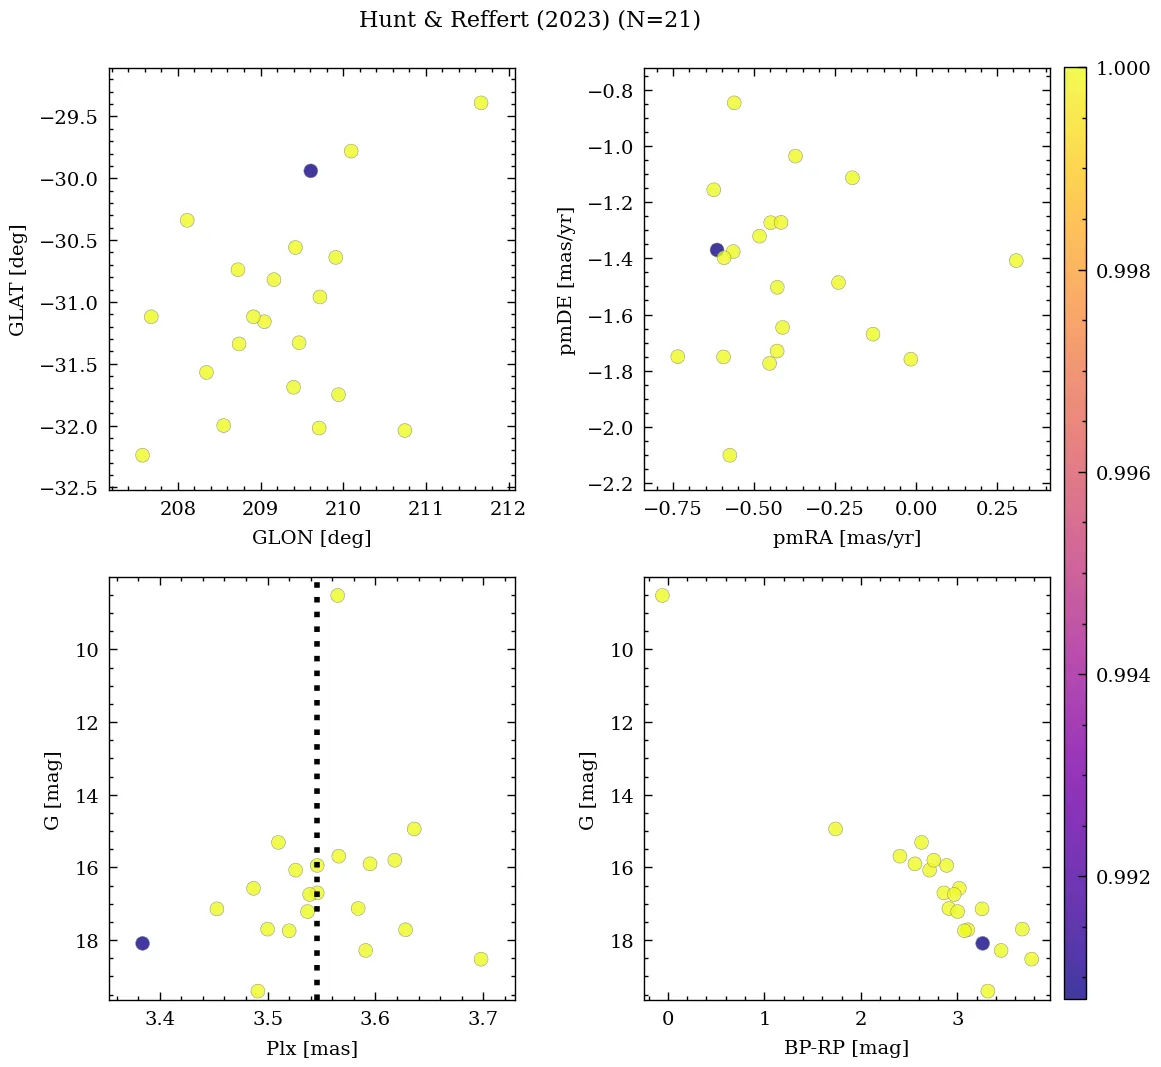 Hunt & Reffert (2023) (N=21)
−29.5
−30.0
−30.5
−31.0
−31.5
−32.0
−32.5
GLAT [deg]
208 209 210 211 212
GLON [deg]
−0.8
−1.0
−1.2
−1.4
−1.6
−1.8
−2.0
−2.2
pmDE [mas/yr]
−0.75 −0.50 −0.25 0.00 0.25
pmRA [mas/yr]
10
12
14
16
18
G [mag]
3.4 3.5 3.6 3.7
Plx [mas]
10
12
14
16
18
G [mag]
0 1 2 3
BP-RP [mag]
1.000
0.998
0.996
0.994
0.992